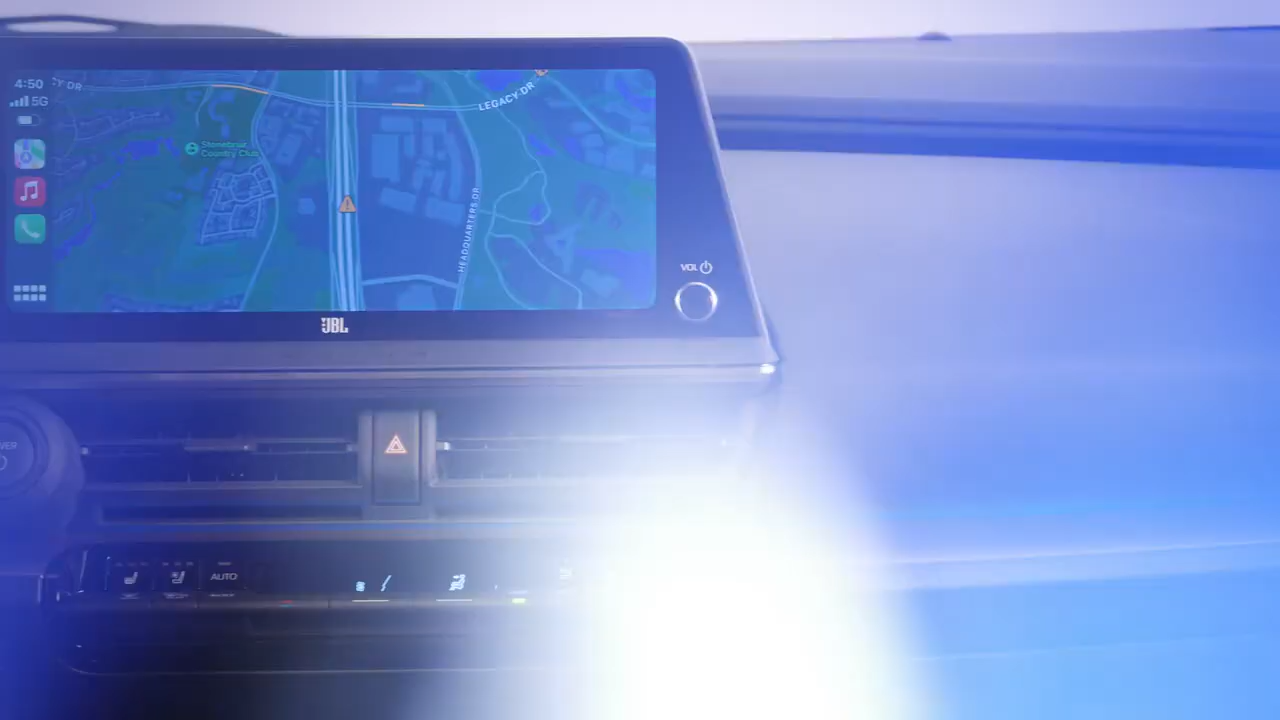 4:50
5G
Y DR
LEGACY DR
Stonebriar
Country Club
HEADQUARTERS DR
VOL
JBL
AUTO